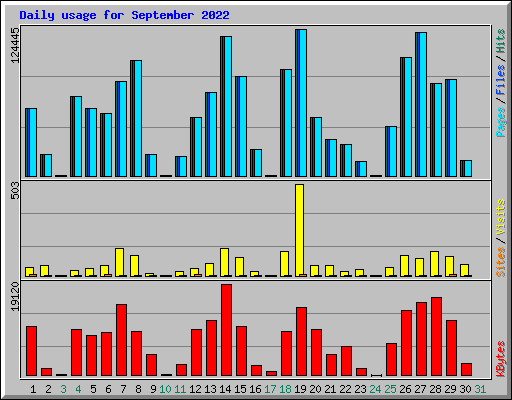 Daily usage for September 2022
124445
Pages / Files / Hits
503
Sites / Visits
19120
KBytes
1 2 3 4 5 6 7 8 9 10 11 12 13 14 15 16 17 18 19 20 21 22 23 24 25 26 27 28 29 30 31